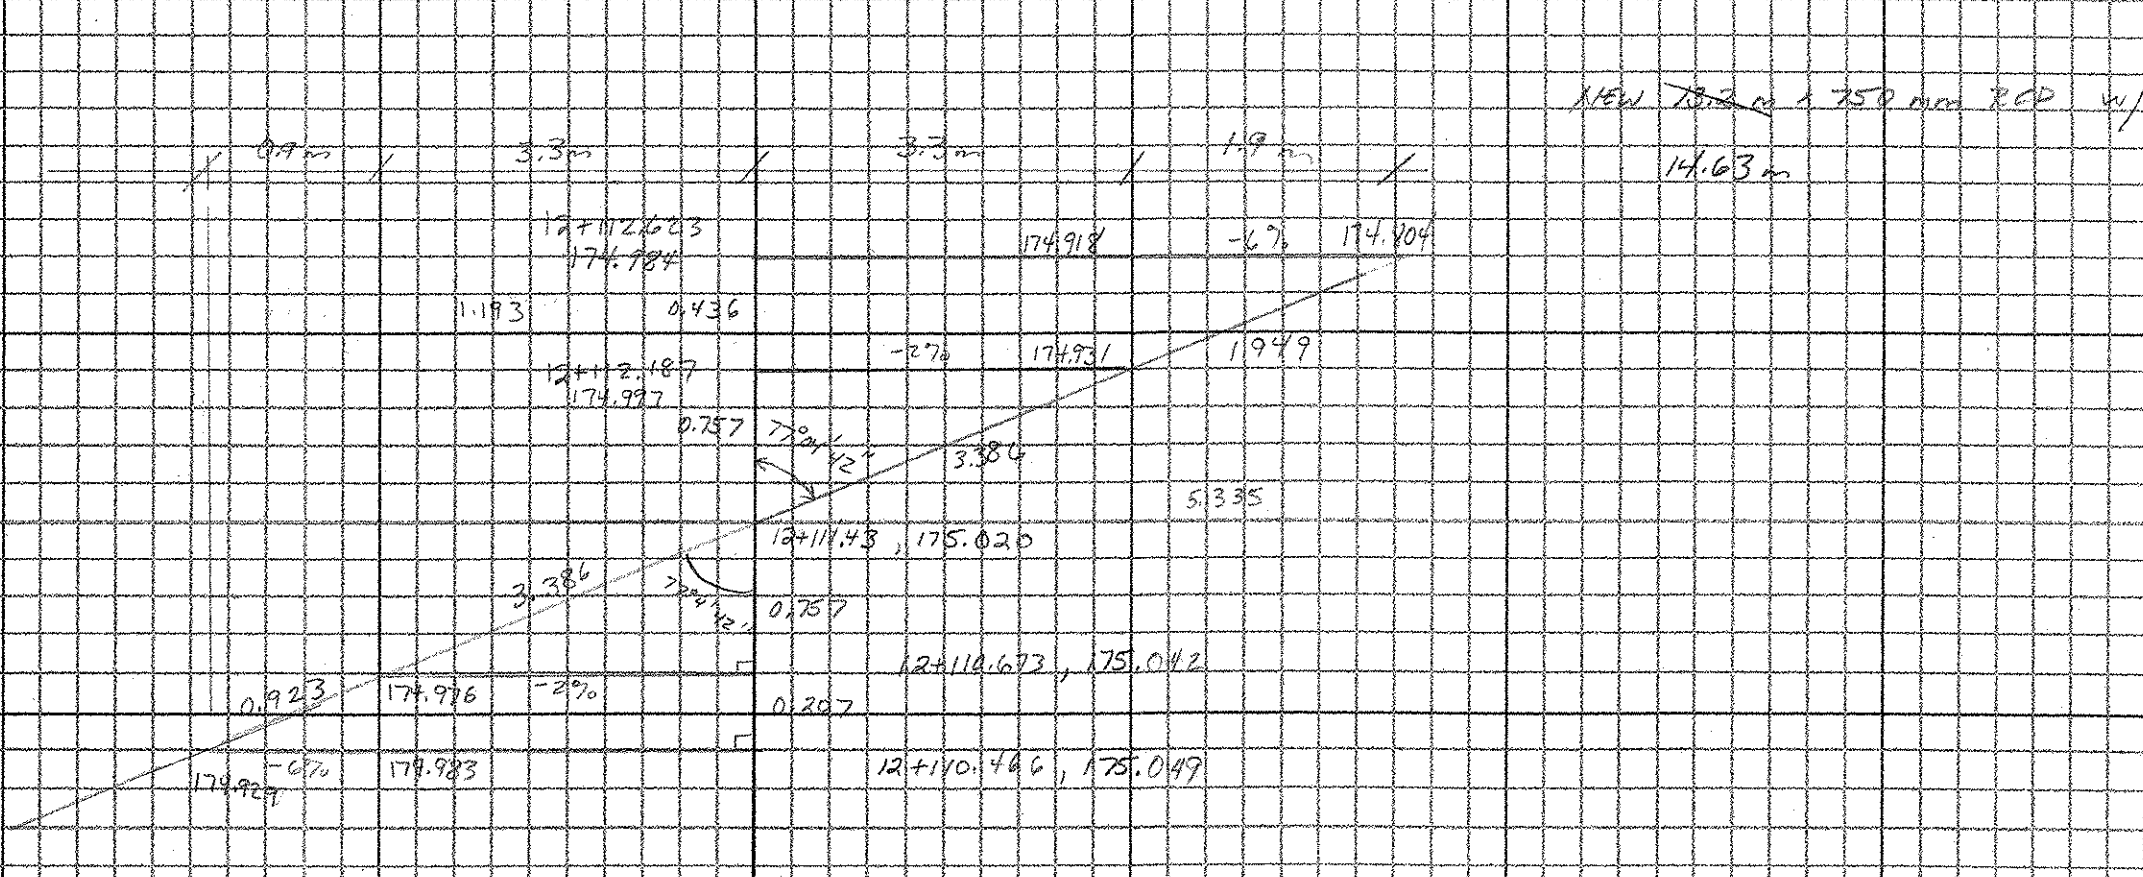 NEW 13.2 m x 750 mm RCP w/
14.63 m
0.9 m 3.3 m 3.3 m 1.9 m
12+112.623
174.984
174.918 -6% 174.804
1.193 0.436
12+112.187
174.997
-2% 174.931 1.949
0.757 77° 42"
3.386
5.335
12+111.43 , 175.020
3.386
42" 0.757
12+110.673 , 175.042
0.923 174.976 -2%
0.207
-6% 174.983
174.929
12+110.466 , 175.049